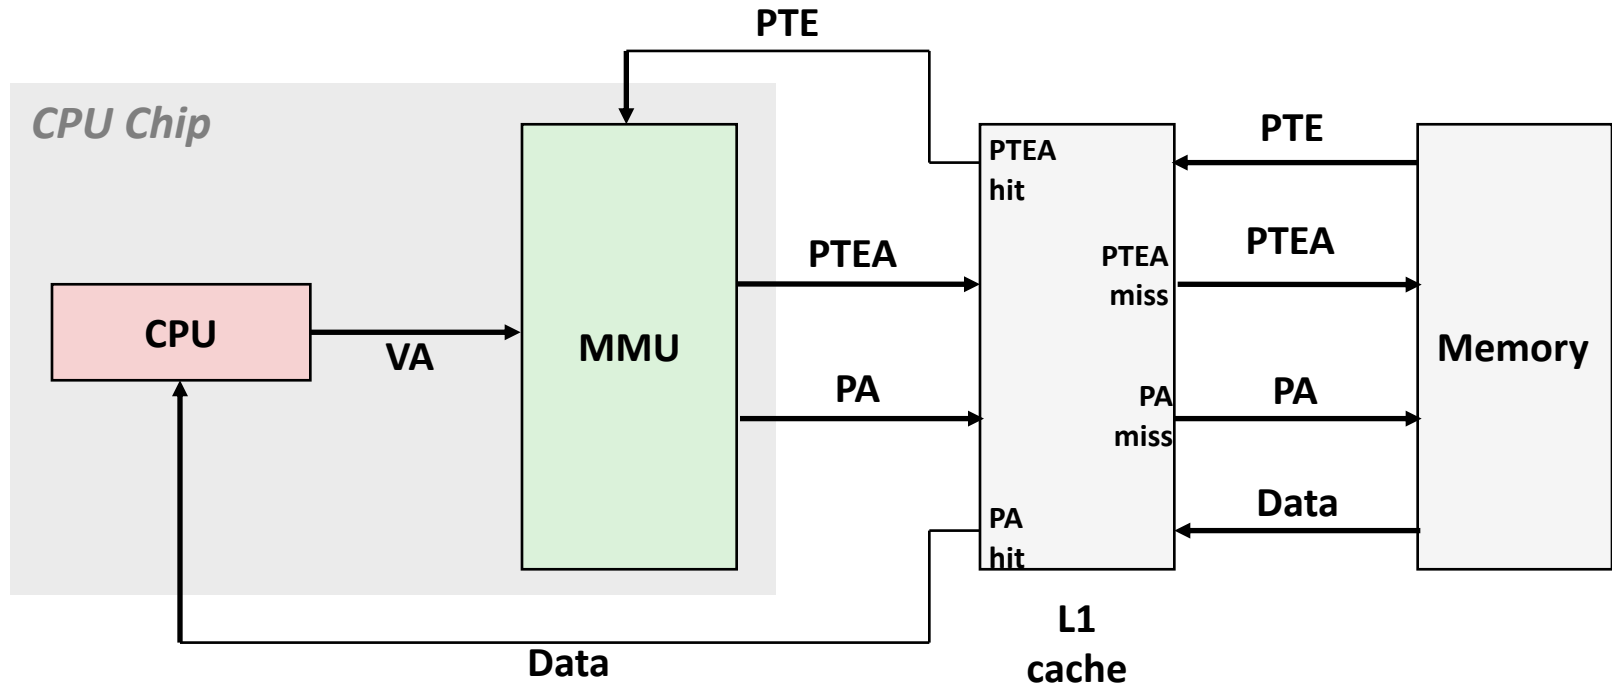 PTE
CPU Chip
PTEA
hit
PTE
PTEA
PTEA
miss
PTEA
CPU
VA
MMU
Memory
PA
PA
miss
PA
PA
hit
Data
L1
cache
Data